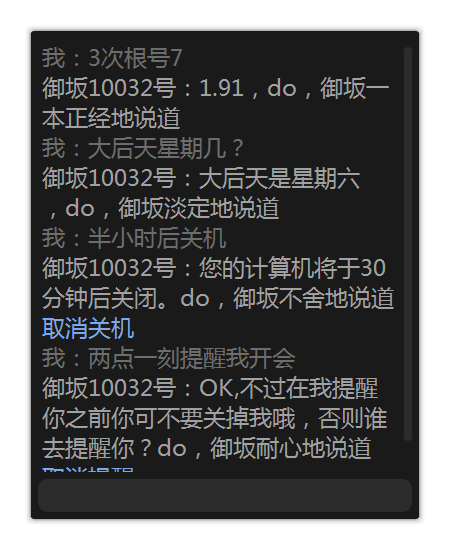 我：3次根号7
御坂10032号：1.91，do，御坂一
本正经地说道
我：大后天星期几？
御坂10032号：大后天是星期六
，do，御坂淡定地说道
我：半小时后关机
御坂10032号：您的计算机将于30
分钟后关闭。do，御坂不舍地说道
取消关机
我：两点一刻提醒我开会
御坂10032号：OK,不过在我提醒
你之前你可不要关掉我哦，否则谁
去提醒你？do，御坂耐心地说道
取消提醒